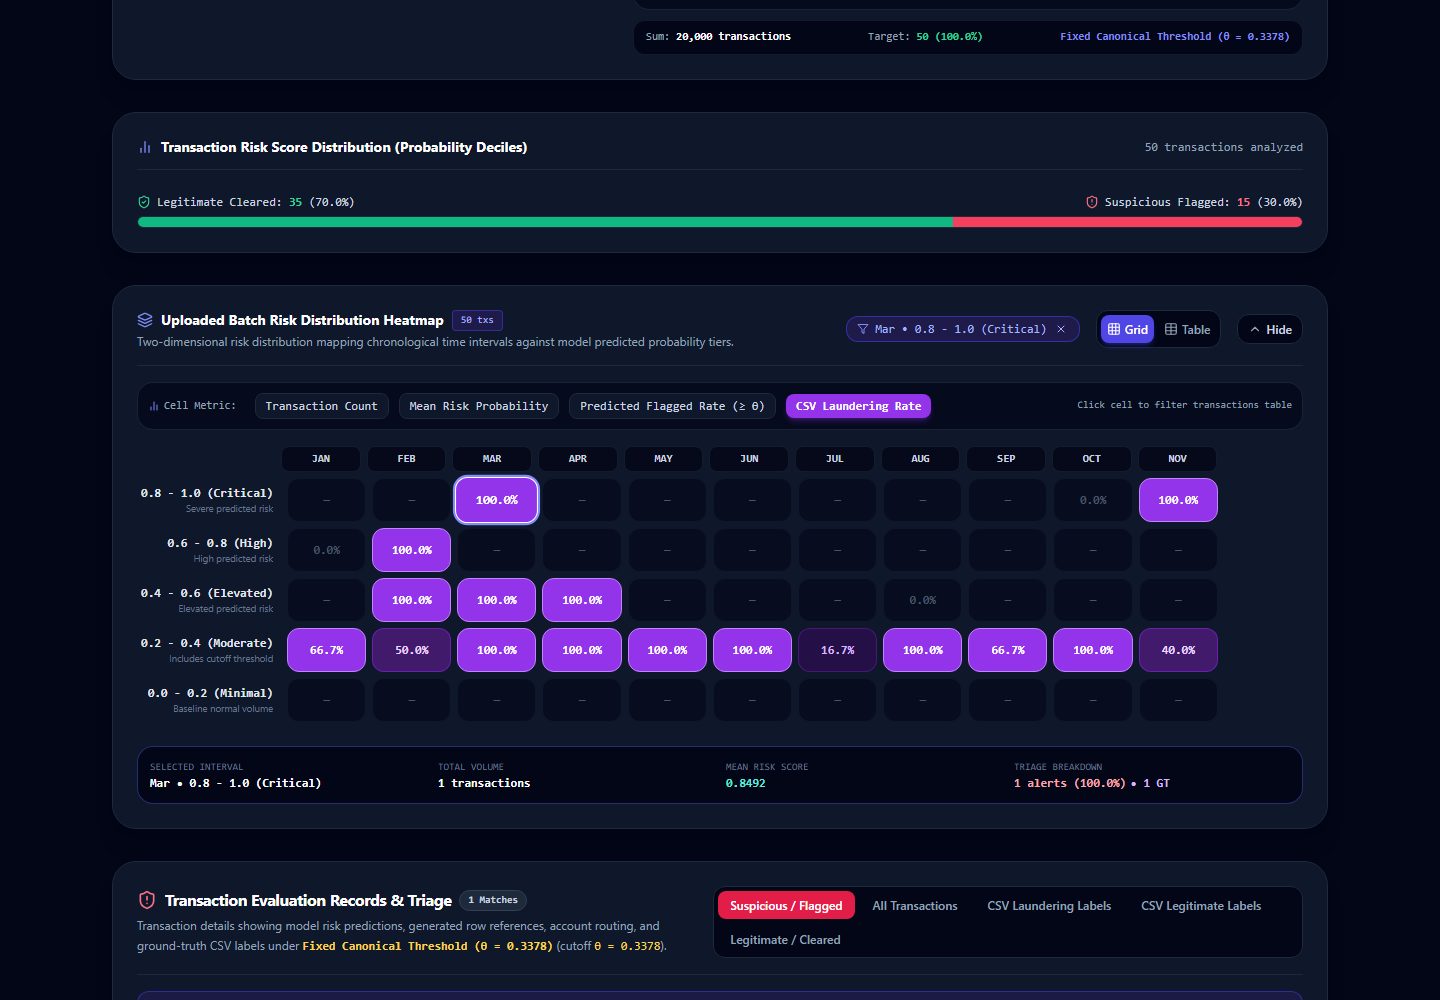 Sum: 20,000 transactions Target: 50 (100.0%) Fixed Canonical Threshold (θ = 0.3378)
Transaction Risk Score Distribution (Probability Deciles) 50 transactions analyzed
Legitimate Cleared: 35 (70.0%) Suspicious Flagged: 15 (30.0%)
Uploaded Batch Risk Distribution Heatmap 50 txs
Two-dimensional risk distribution mapping chronological time intervals against model predicted probability tiers.
Mar • 0.8 - 1.0 (Critical) × Grid Table Hide
Cell Metric: Transaction Count Mean Risk Probability Predicted Flagged Rate (≥ θ) CSV Laundering Rate Click cell to filter transactions table
JAN FEB MAR APR MAY JUN JUL AUG SEP OCT NOV
0.8 - 1.0 (Critical) — — 100.0% — — — — — — 0.0% 100.0%
Severe predicted risk
0.6 - 0.8 (High) 0.0% 100.0% — — — — — — — — —
High predicted risk
0.4 - 0.6 (Elevated) — 100.0% 100.0% 100.0% — — — 0.0% — — —
Elevated predicted risk
0.2 - 0.4 (Moderate) 66.7% 50.0% 100.0% 100.0% 100.0% 100.0% 16.7% 100.0% 66.7% 100.0% 40.0%
Includes cutoff threshold
0.0 - 0.2 (Minimal) — — — — — — — — — — —
Baseline normal volume
SELECTED INTERVAL TOTAL VOLUME MEAN RISK SCORE TRIAGE BREAKDOWN
Mar • 0.8 - 1.0 (Critical) 1 transactions 0.8492 1 alerts (100.0%) • 1 GT
Transaction Evaluation Records & Triage 1 Matches
Transaction details showing model risk predictions, generated row references, account routing, and
ground-truth CSV labels under Fixed Canonical Threshold (θ = 0.3378) (cutoff θ = 0.3378).
Suspicious / Flagged All Transactions CSV Laundering Labels CSV Legitimate Labels
Legitimate / Cleared